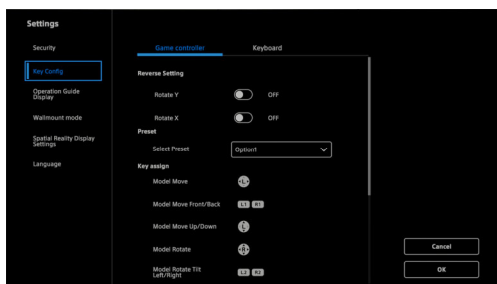 Settings
Security
Key Config
Operation Guide
Display
Wallmount mode
Spatial Reality Display
Settings
Language
Game controller
Keyboard
Reverse Setting
Rotate Y
OFF
Rotate X
OFF
Preset
Select Preset
Option1
Key assign
Model Move
L
Model Move Front/Back
L1 R1
Model Move Up/Down
L
Model Rotate
R
Model Rotate Tilt
Left/Right
L2 R2
Cancel
OK